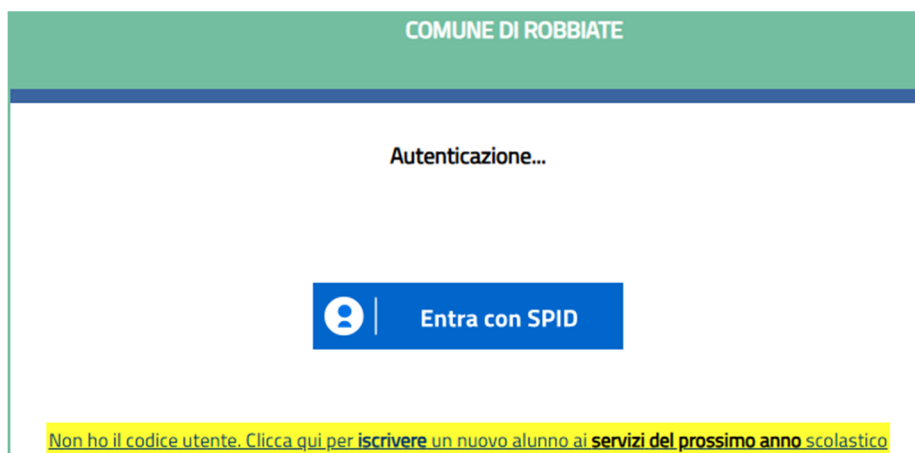 COMUNE DI ROBBIATE
Autenticazione...
Entra con SPID
Non ho il codice utente. Clicca qui per iscrivere un nuovo alunno ai servizi del prossimo anno scolastico